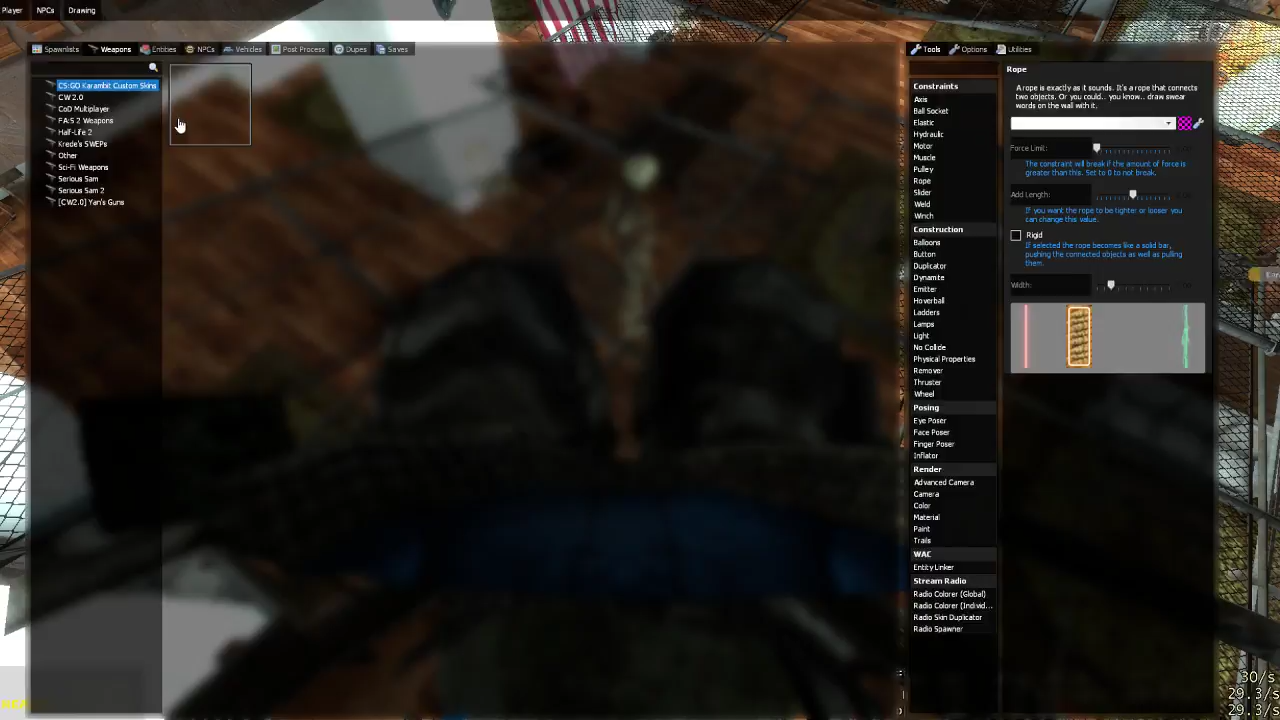 Player NPCs Drawing
Spawnlists Weapons Entities NPCs Vehicles Post Process Dupes Saves
CS:GO Karambit Custom Skins
CW 2.0
CoD Multiplayer
FA:S 2 Weapons
Half-Life 2
Krede's SWEPs
Other
Sci-Fi Weapons
Serious Sam
Serious Sam 2
[CW2.0] Yan's Guns
Tools Options Utilities
Constraints
Axis
Ball Socket
Elastic
Hydraulic
Motor
Muscle
Pulley
Rope
Slider
Weld
Winch
Construction
Balloons
Button
Duplicator
Dynamite
Emitter
Hoverball
Ladders
Lamps
Light
No Collide
Physical Properties
Remover
Thruster
Wheel
Posing
Eye Poser
Face Poser
Finger Poser
Inflator
Render
Advanced Camera
Camera
Color
Material
Paint
Trails
WAC
Entity Linker
Stream Radio
Radio Colorer (Global)
Radio Colorer (Individ...
Radio Skin Duplicator
Radio Spawner
Rope
A rope is exactly as it sounds. It's a rope that connects
two objects. Or you could.. you know.. draw swear
words on the wall with it.
Force Limit:
The constraint will break if the amount of force is
greater than this. Set to 0 to not break.
Add Length:
If you want the rope to be tighter or looser you
can change this value.
Rigid
If selected the rope becomes like a solid bar,
pushing the connected objects as well as pulling
them.
Width:
30/s
29.3/s
29.3/s